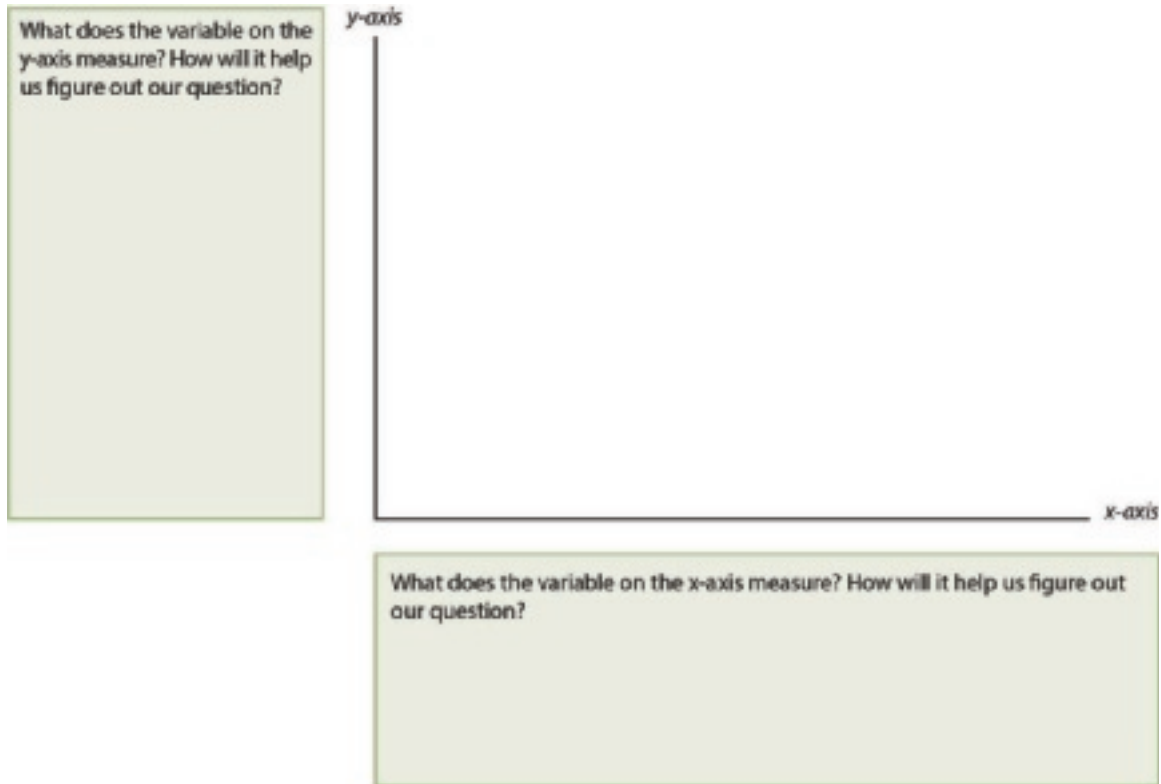 What does the variable on the
y-axis measure? How will it help
us figure out our question?
y-axis
x-axis
What does the variable on the x-axis measure? How will it help us figure out
our question?